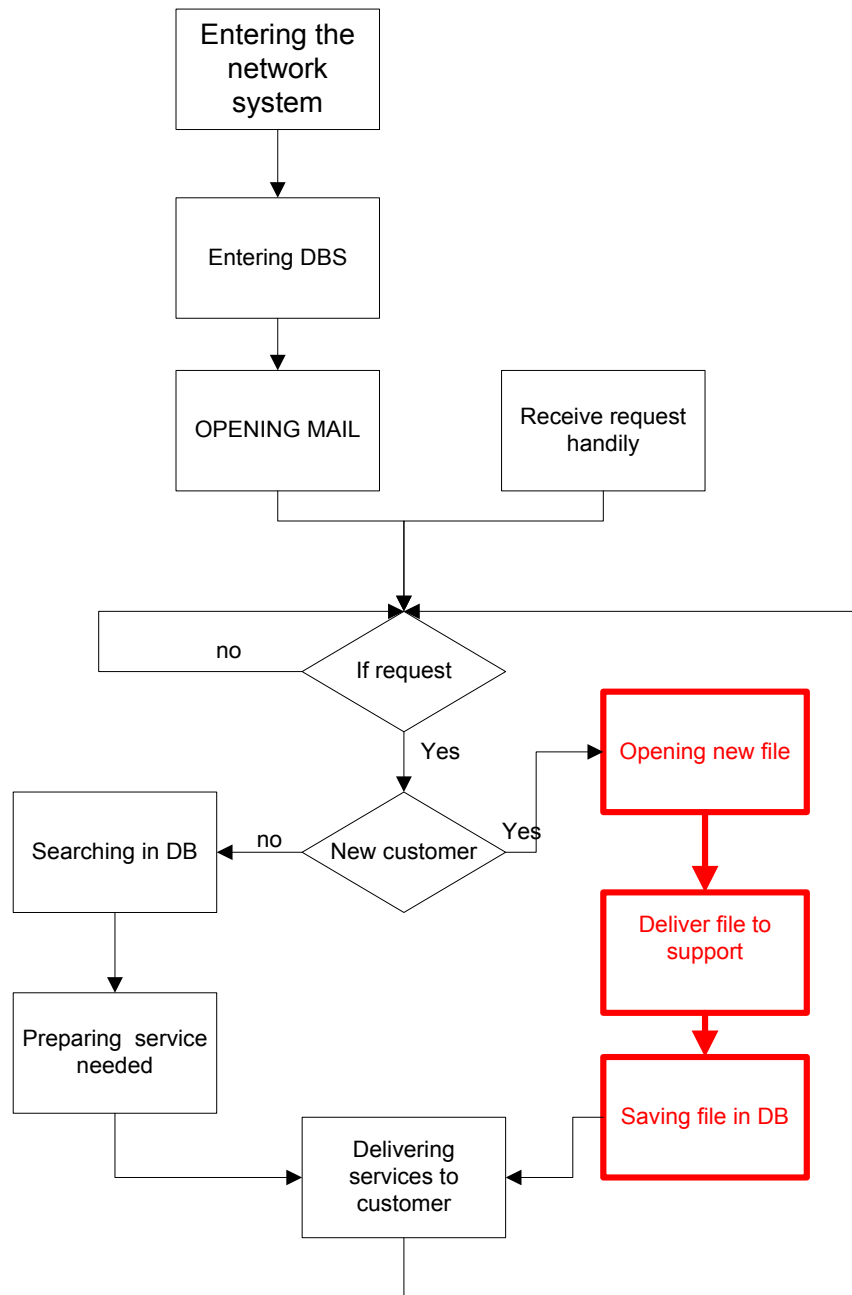 Entering the
network
system
Entering DBS
OPENING MAIL
Receive request
handily
no
If request
Yes
Opening new file
Searching in DB
no
New customer
Yes
Deliver file to
support
Preparing service
needed
Saving file in DB
Delivering
services to
customer